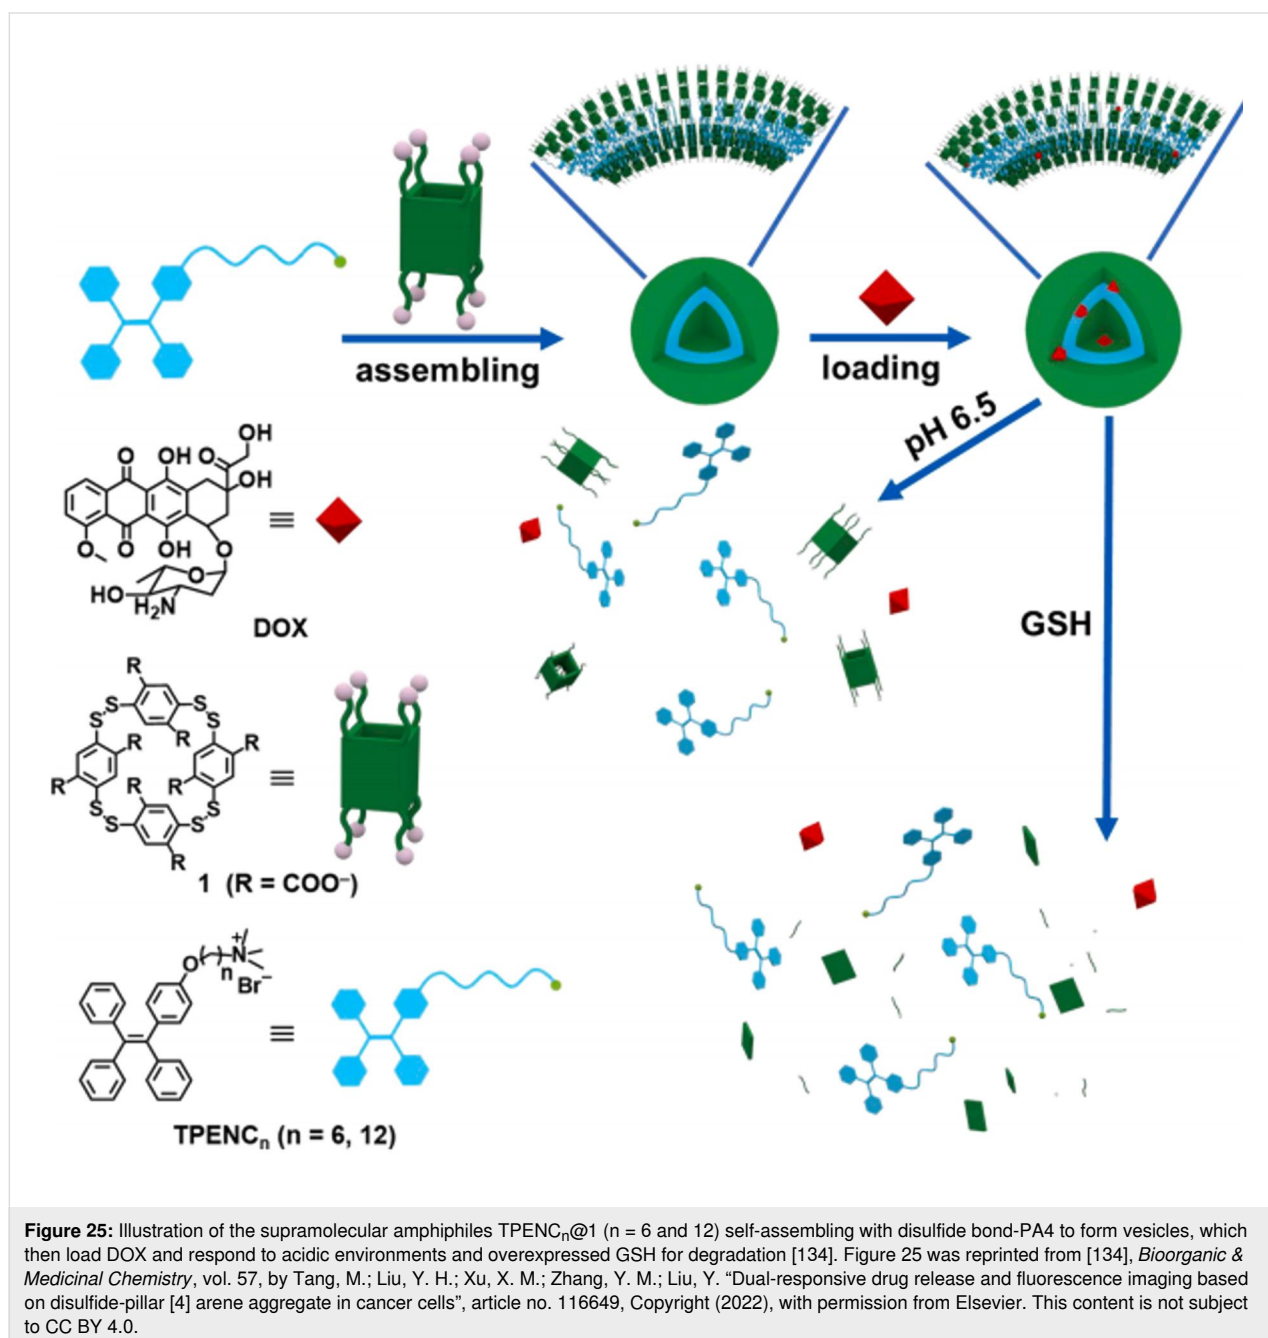 assembling
loading
pH 6.5
GSH
OH
O
OH
O
OH
O
O
OH
O
O
HO
H₂N
DOX
R
S
S
S
S
R
R
R
R
R
R
S
S
S
S
R
1 (R = COO⁻)
O
n
N
+
Br⁻
TPENCₙ (n = 6, 12)
Figure 25: Illustration of the supramolecular amphiphiles TPENCₙ@1 (n = 6 and 12) self-assembling with disulfide bond-PA4 to form vesicles, which
then load DOX and respond to acidic environments and overexpressed GSH for degradation [134]. Figure 25 was reprinted from [134], Bioorganic &
Medicinal Chemistry, vol. 57, by Tang, M.; Liu, Y. H.; Xu, X. M.; Zhang, Y. M.; Liu, Y. “Dual-responsive drug release and fluorescence imaging based
on disulfide-pillar [4] arene aggregate in cancer cells”, article no. 116649, Copyright (2022), with permission from Elsevier. This content is not subject
to CC BY 4.0.